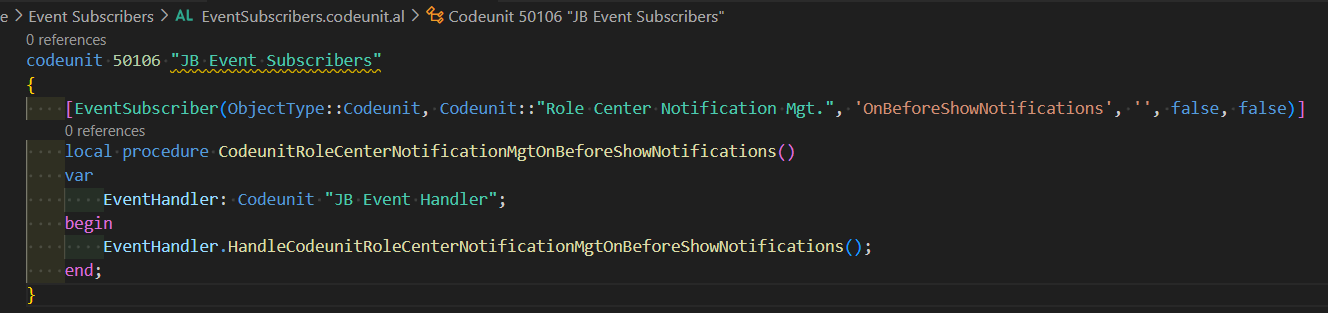 e > Event Subscribers > AL EventSubscribers.codeunit.al > Codeunit 50106 "JB Event Subscribers"
0 references
codeunit 50106 "JB Event Subscribers"
{
[EventSubscriber(ObjectType::Codeunit, Codeunit::"Role Center Notification Mgt.", 'OnBeforeShowNotifications', '', false, false)]
0 references
local procedure CodeunitRoleCenterNotificationMgtOnBeforeShowNotifications()
var
EventHandler: Codeunit "JB Event Handler";
begin
EventHandler.HandleCodeunitRoleCenterNotificationMgtOnBeforeShowNotifications();
end;
}